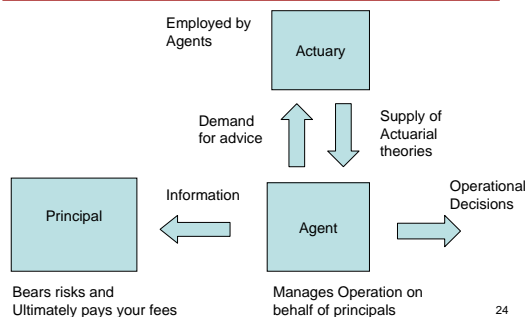 Employed by
Agents
Actuary
Demand
for advice
Supply of
Actuarial
theories
Principal
Information
Agent
Operational
Decisions
Bears risks and
Ultimately pays your fees
Manages Operation on
behalf of principals
24